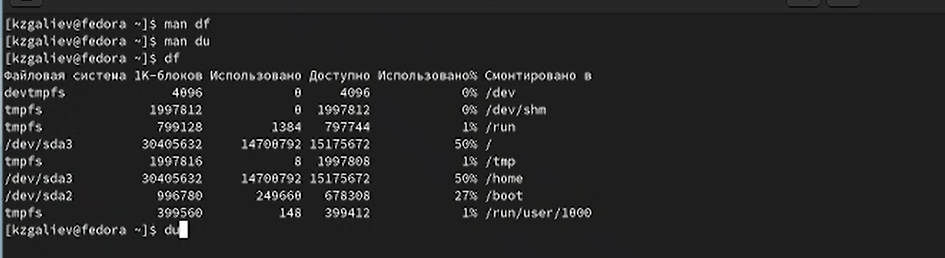 [kzgaliev@fedora ~]$ man df
[kzgaliev@fedora ~]$ man du
[kzgaliev@fedora ~]$ df
Файловая система 1K-блоков Использовано Доступно Использовано% Смонтировано в
devtmpfs 4096 0 4096 0% /dev
tmpfs 1997812 0 1997812 0% /dev/shm
tmpfs 799128 1384 797744 1% /run
/dev/sda3 30405632 14700792 15175672 50% /
tmpfs 1997816 8 1997808 1% /tmp
/dev/sda3 30405632 14700792 15175672 50% /home
/dev/sda2 996780 249660 678308 27% /boot
tmpfs 399560 148 399412 1% /run/user/1000
[kzgaliev@fedora ~]$ du